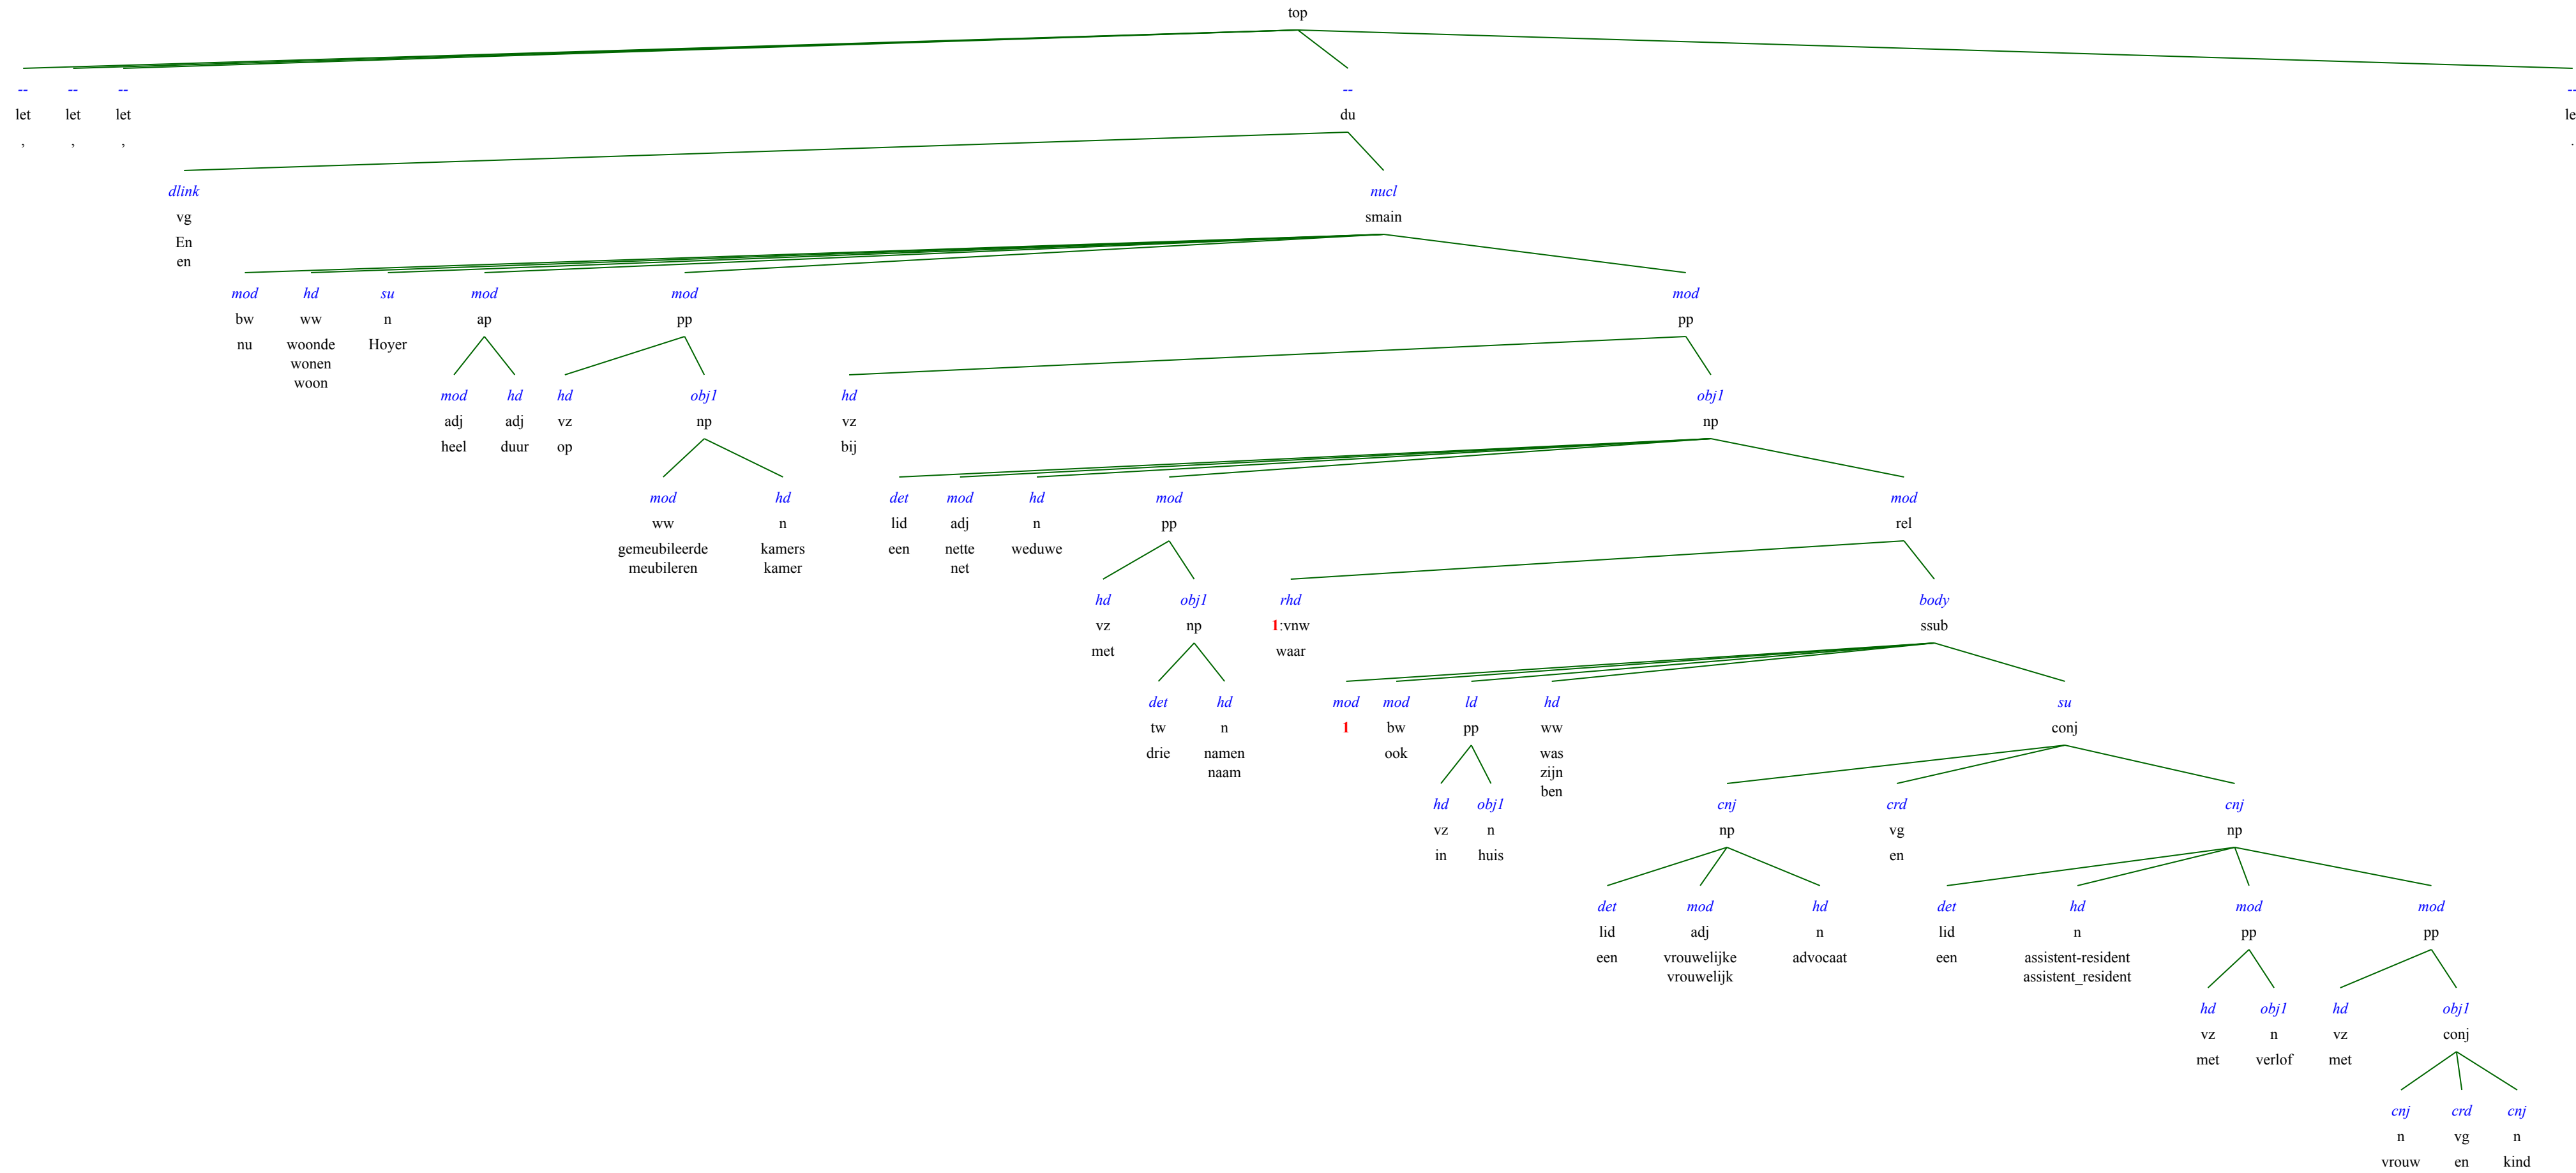 top
-- -- -- -- --
let let let du le
, , , .
dlink nucl
vg smain
En
en
mod hd su mod mod mod
bw ww n ap pp pp
nu woonde Hoyer
wonen
woon
mod hd hd obj1 hd obj1
adj adj vz np vz np
heel duur op bij
mod hd det mod hd mod mod
ww n lid adj n pp rel
gemeubileerde kamers een nette weduwe
meubileren kamer net
hd obj1 rhd body
vz np 1:vnw ssub
met waar
det hd mod mod ld hd su
tw n 1 bw pp ww conj
drie namen ook was
naam zijn
ben
hd obj1 cnj crd cnj
vz n np vg np
in huis en
det mod hd det hd mod mod
lid adj n lid n pp pp
een vrouwelijke advocaat een assistent-resident
vrouwelijk assistent_resident
hd obj1 hd obj1
vz n vz conj
met verlof met
cnj crd cnj
n vg n
vrouw en kind